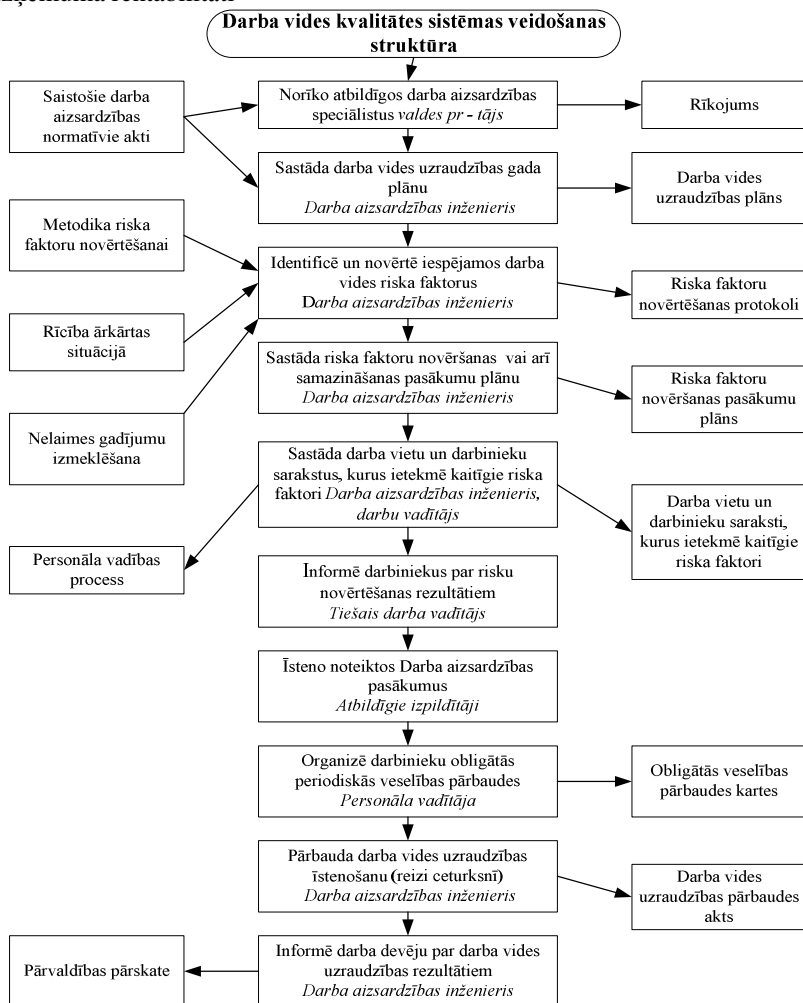 Darba vides kvalitātes sistēmas veidošanas
struktūra
Saistošie darba
aizsardzības
normatīvie akti
Norīko atbildīgos darba aizsardzības
speciālistus valdes pr - tājs
Rīkojums
Sastāda darba vides uzraudzības gada
plānu
Darba aizsardzības inženieris
Darba vides
uzraudzības plāns
Metodika riska
faktoru novērtēšanai
Identificē un novērtē iespējamos darba
vides riska faktorus
Darba aizsardzības inženieris
Riska faktoru
novērtēšanas protokoli
Rīcība ārkārtas
situācijā
Sastāda riska faktoru novēršanas vai arī
samazināšanas pasākumu plānu
Darba aizsardzības inženieris
Riska faktoru
novēršanas pasākumu
plāns
Nelaimes gadījumu
izmeklēšana
Sastāda darba vietu un darbinieku
sarakstus, kurus ietekmē kaitīgie riska
faktori Darba aizsardzības inženieris,
darbu vadītājs
Darba vietu un
darbinieku saraksti,
kurus ietekmē kaitīgie
riska faktori
Personāla vadības
process
Informē darbiniekus par risku
novērtēšanas rezultātiem
Tiešais darba vadītājs
Īsteno noteiktos Darba aizsardzības
pasākumus
Atbildīgie izpildītāji
Organizē darbinieku obligātās
periodiskās veselības pārbaudes
Personāla vadītāja
Obligātās veselības
pārbaudes kartes
Pārbauda darba vides uzraudzības
īstenošanu (reizi ceturksnī)
Darba aizsardzības inženieris
Darba vides
uzraudzības pārbaudes
akts
Pārvaldības pārskate
Informē darba devēju par darba vides
uzraudzības rezultātiem
Darba aizsardzības inženieris